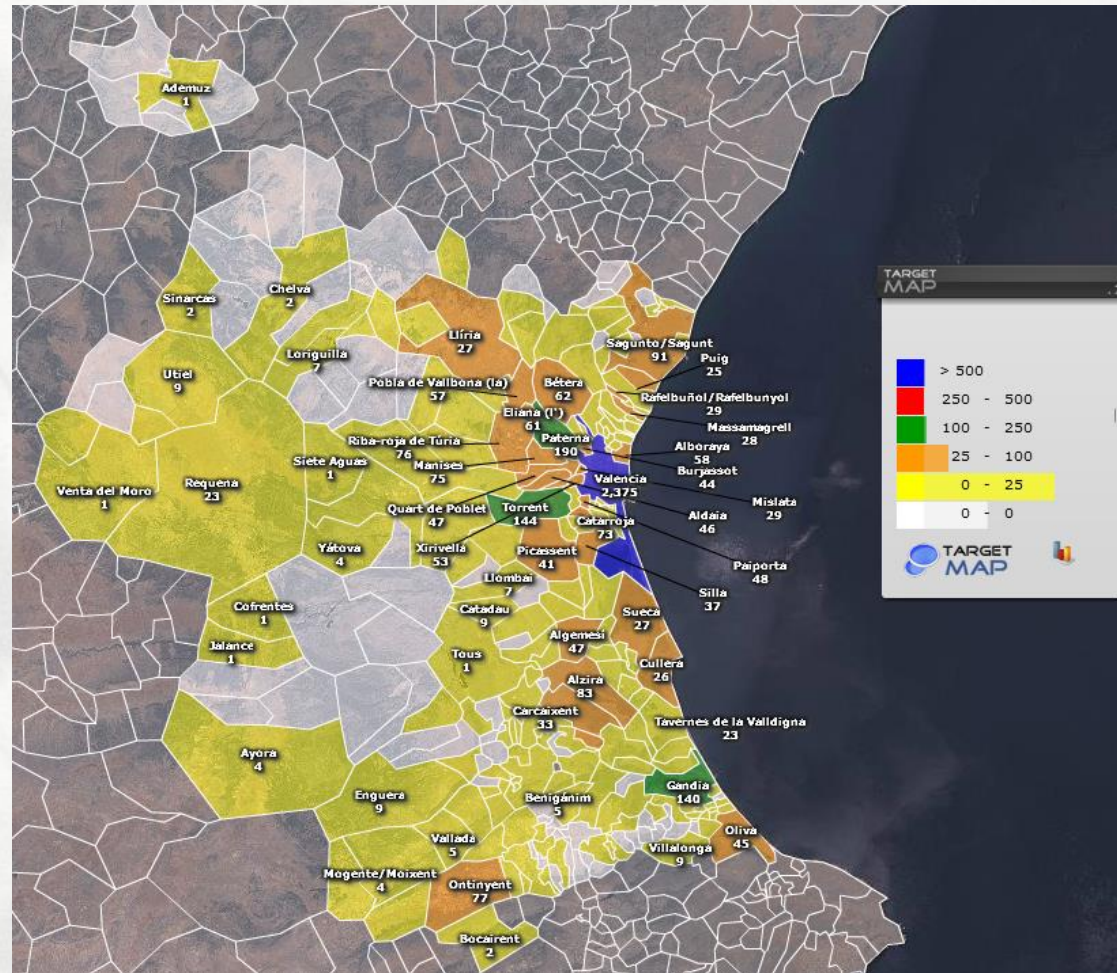 Ademuz
1
Sinarcas
2
Chelva
2
Utiel
9
Loriguilla
7
Llíria
27
Sagunto/Sagunt
91
Puig
25
Pobla de Vallbona (la)
57
Bétera
62
Rafelbuñol/Rafelbunyol
29
Eliana (l')
61
Massamagrell
28
Riba-roja de Túria
76
Paterna
190
Alboraya
58
Burjassot
44
Manises
75
Siete Aguas
1
Requena
23
Venta del Moro
1
Valencia
2,375
Mislata
29
Quart de Poblet
47
Torrent
144
Catarroja
73
Aldaia
46
Yátova
4
Xirivella
53
Picassent
41
Paiporta
48
Llombai
7
Silla
37
Cofrentes
1
Catadau
9
Sueca
27
Algemesí
47
Jalance
1
Tous
1
Cullera
26
Alzira
83
Carcaixent
33
Tavernes de la Valldigna
23
Ayora
4
Enguera
9
Benigánim
5
Gandia
140
Vallada
5
Villalonga
9
Oliva
45
Mogente/Moixent
4
Ontinyent
77
Bocairent
2
TARGET
MAP
> 500
250 - 500
100 - 250
25 - 100
0 - 25
0 - 0
TARGET
MAP